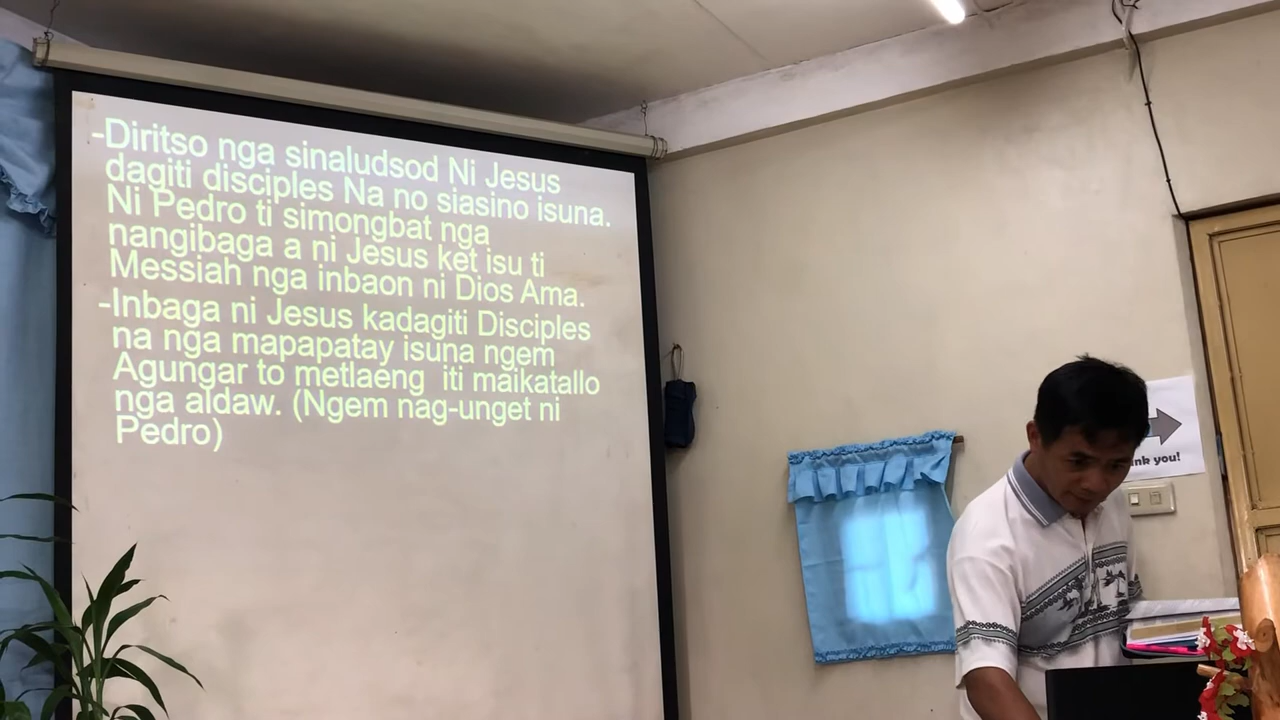 -Diritso nga sinaludsod Ni Jesus
dagiti disciples Na no siasino isuna.
Ni Pedro ti simongbat nga
nangibaga a ni Jesus ket isu ti
Messiah nga inbaon ni Dios Ama.
-Inbaga ni Jesus kadagiti Disciples
na nga mapapatay isuna ngem
Agungar to metlaeng iti maikatallo
nga aldaw. (Ngem nag-unget ni
Pedro)
you!